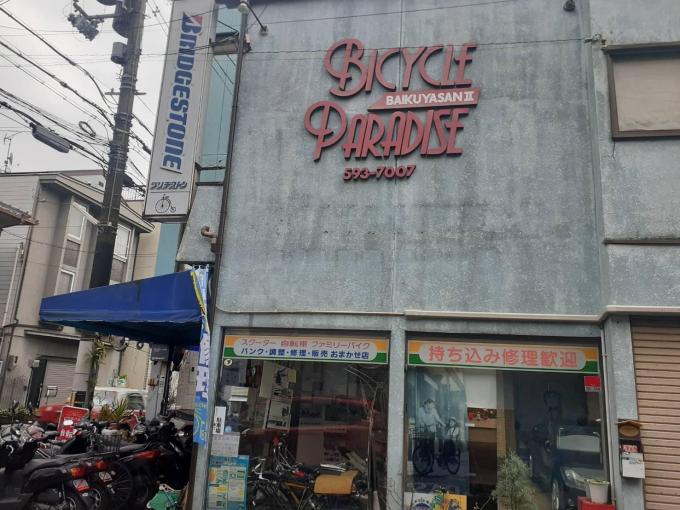 BRIDGESTONE
ブリヂストン
BICYCLE
BAIKUYASAN II
PARADISE
593-7007
スクーター 自転車 ファミリーバイク
パンク・調整・修理・販売 おまかせ店
持ち込み修理歓迎